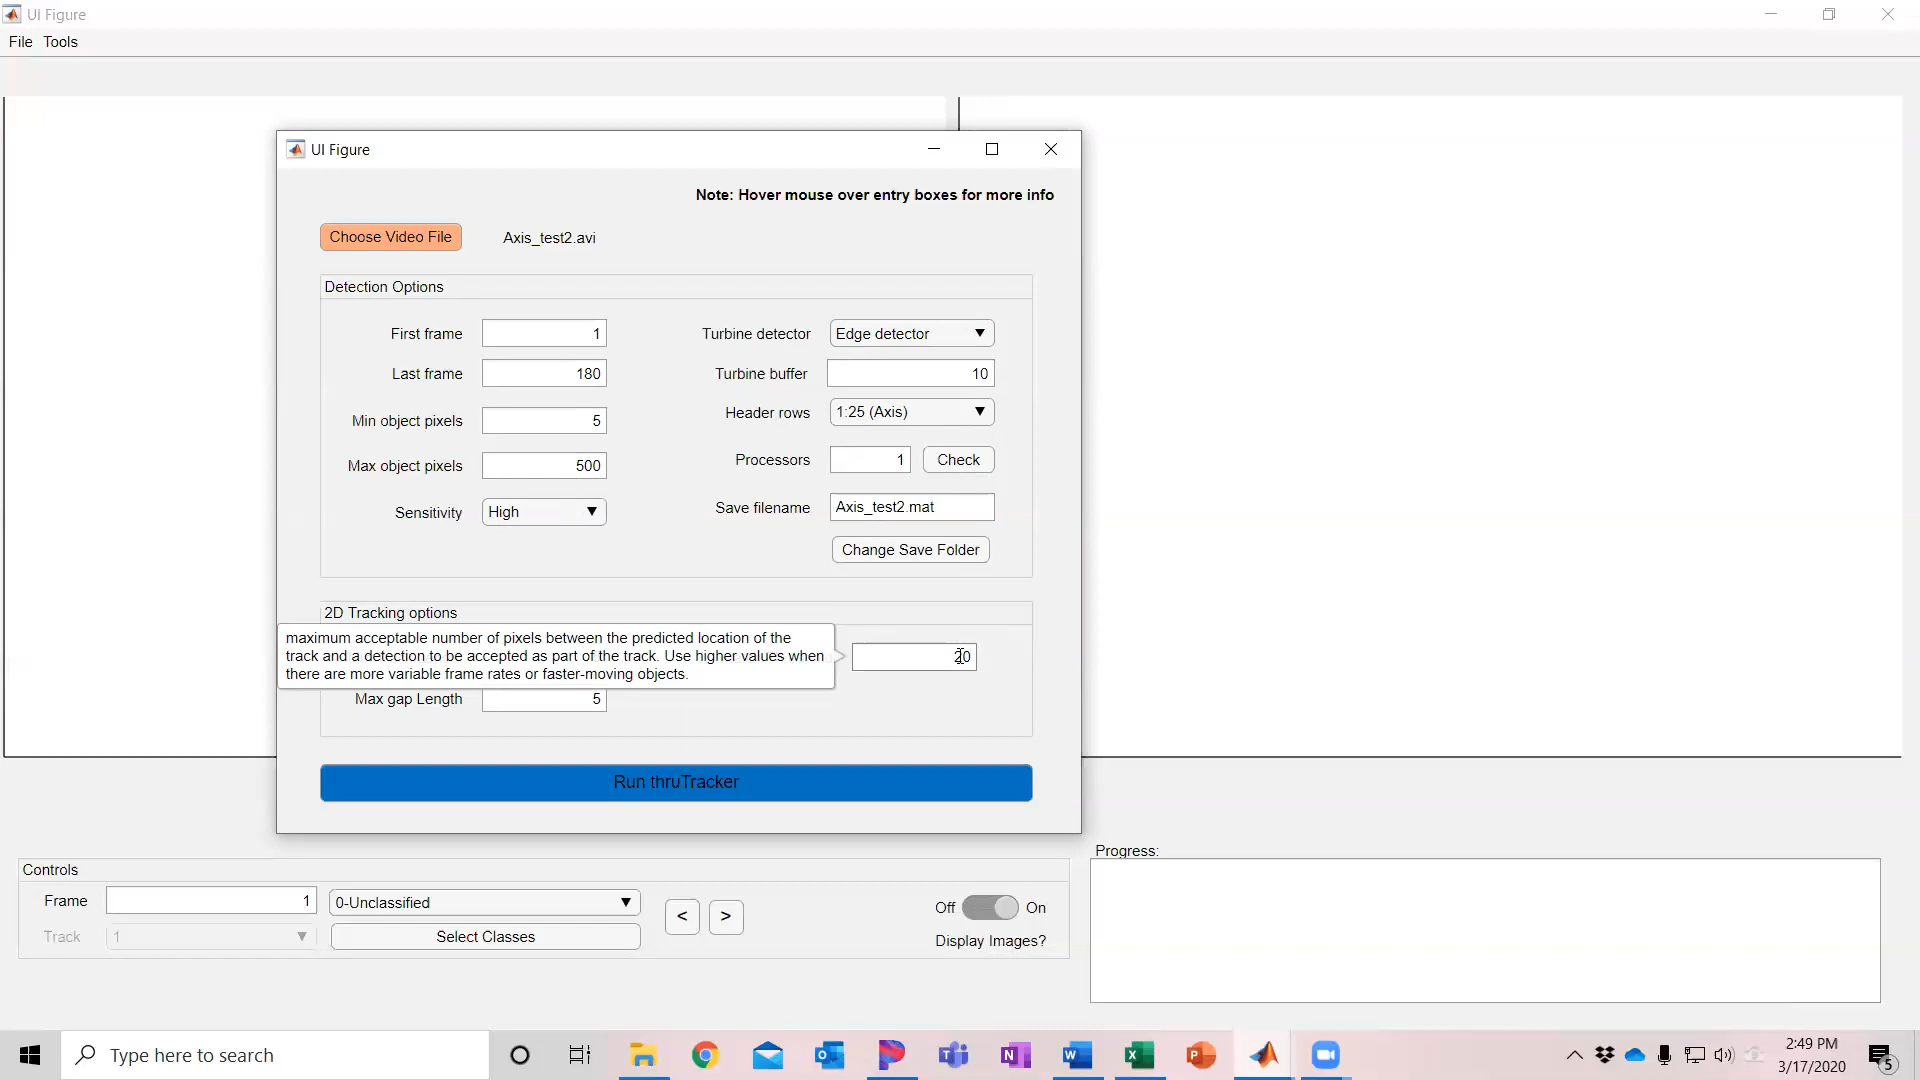 UI Figure
File Tools
UI Figure
Note: Hover mouse over entry boxes for more info
Choose Video File Axis_test2.avi
Detection Options
First frame 1 Turbine detector Edge detector
Last frame 180 Turbine buffer 10
Min object pixels 5 Header rows 1:25 (Axis)
Max object pixels 500 Processors 1 Check
Sensitivity High Save filename Axis_test2.mat
Change Save Folder
2D Tracking options
maximum acceptable number of pixels between the predicted location of the
track and a detection to be accepted as part of the track. Use higher values when
there are more variable frame rates or faster-moving objects.
20
Max gap Length 5
Run thruTracker
Progress:
Controls
Frame 1 0-Unclassified < > Off On
Track 1 Select Classes Display Images?
Type here to search
2:49 PM
3/17/2020
5